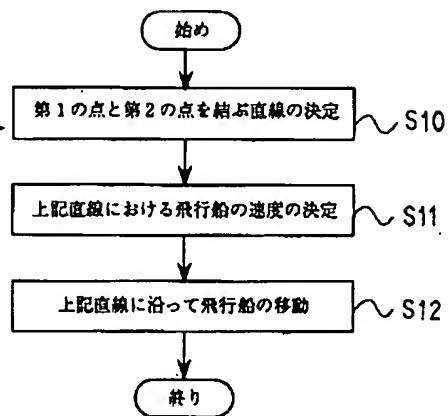 始め
第1の点と第2の点を結ぶ直線の決定
S10
上記直線における飛行船の速度の決定
S11
上記直線に沿って飛行船の移動
S12
終り